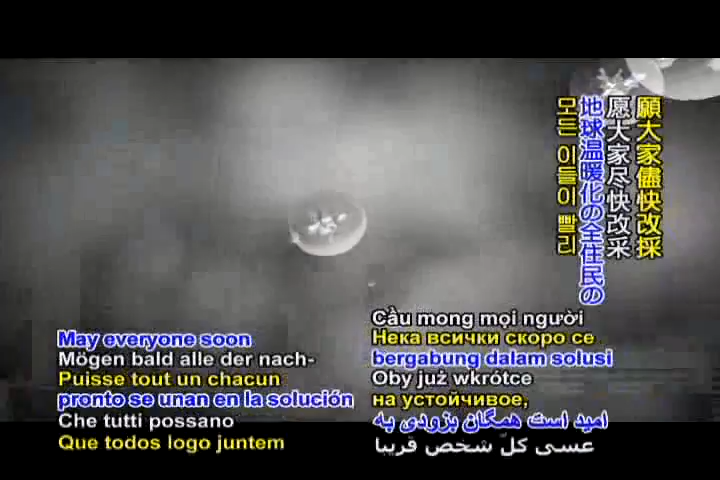 願大家儘快改採
愿大家尽快改采
地球温暖化の全住民の
모든 이들이 빨리
May everyone soon
Mögen bald alle der nach-
Puisse tout un chacun
pronto se unan en la solución
Che tutti possano
Que todos logo juntem
Cầu mong mọi người
Нека всички скоро се
bergabung dalam solusi
Oby już wkrótce
на устойчивое,
امید است همگان بزودی به
عسى كلّ شخص قريبا